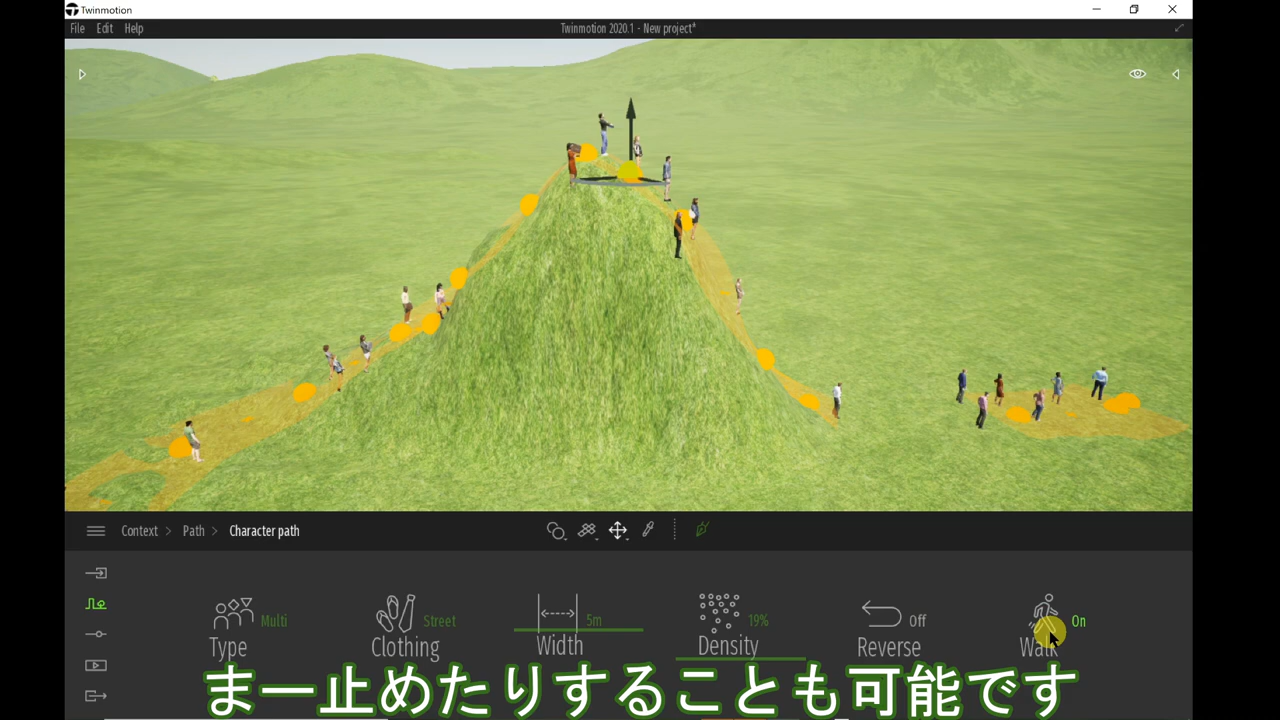 Twinmotion
File Edit Help
Twinmotion 2020.1 - New project*
Context > Path > Character path
Multi
Street
5m
19%
Off
On
Type
Clothing
Width
Density
Reverse
Walk
まー止めたりすることも可能です